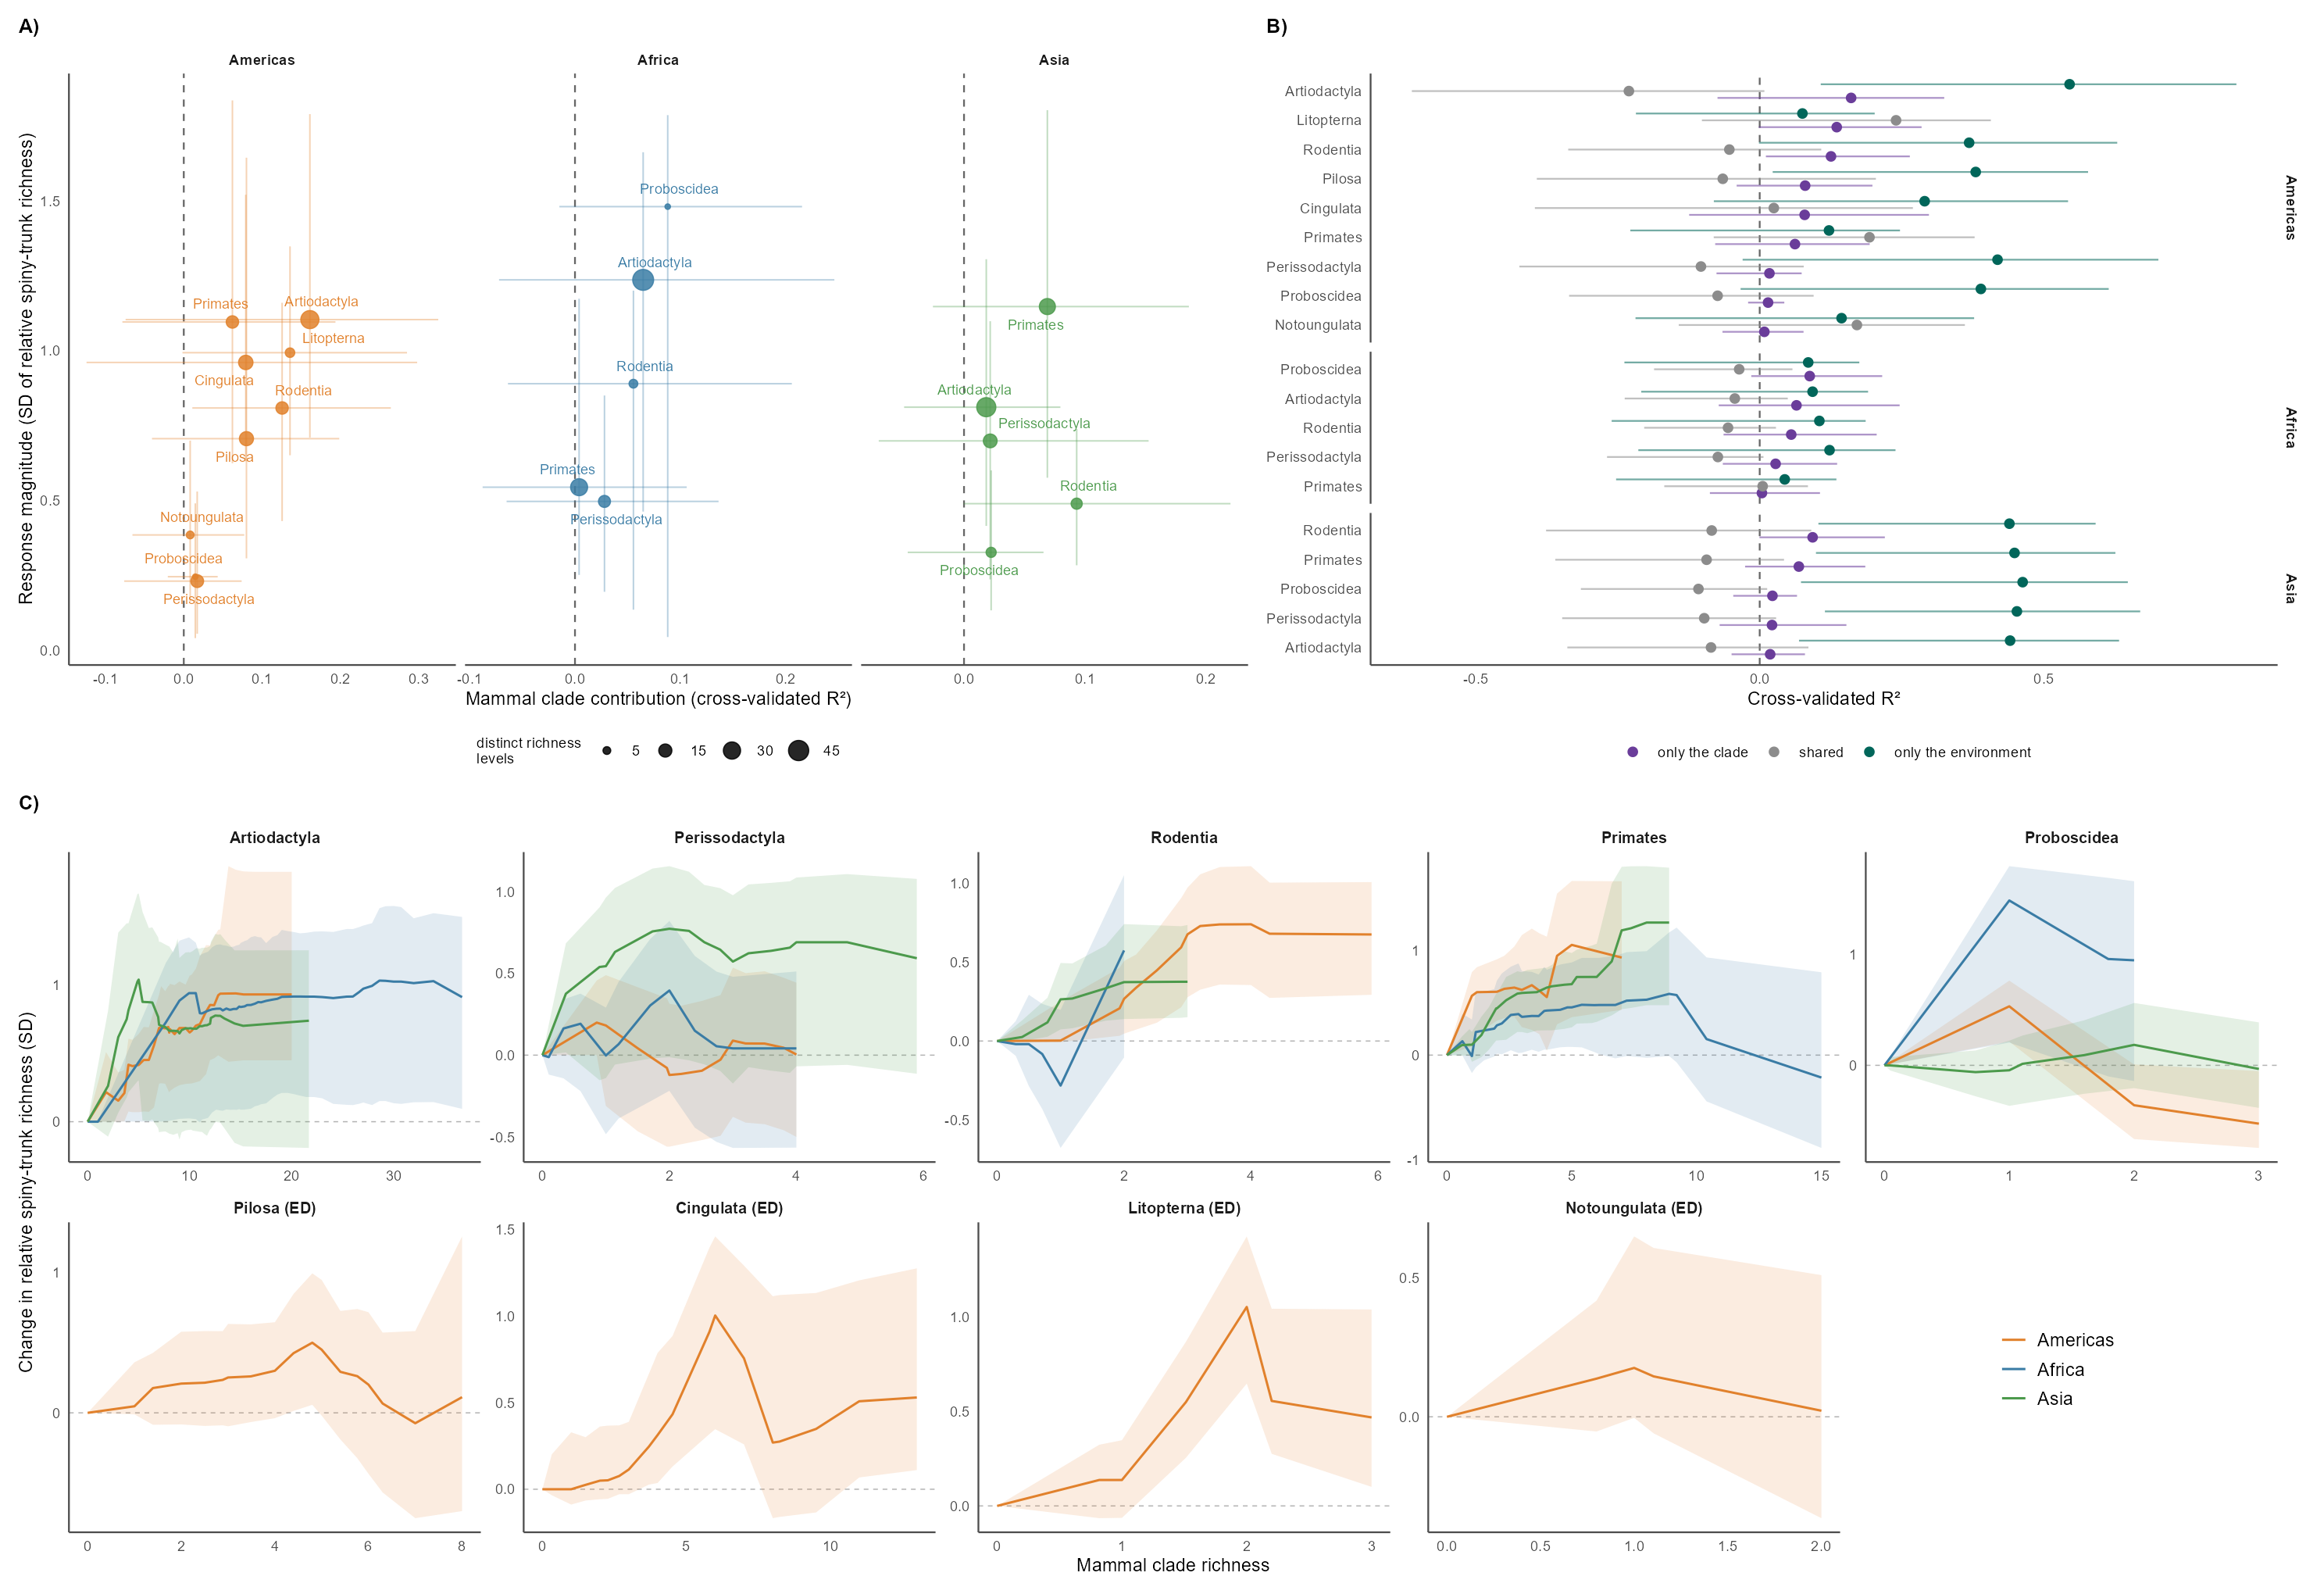 A)
Americas
Africa
Asia
Response magnitude (SD of relative spiny-trunk richness)
1.5
1.0
0.5
0.0
Primates
Artiodactyla
Litopterna
Cingulata
Rodentia
Pilosa
Notoungulata
Proboscidea
Perissodactyla
Proboscidea
Artiodactyla
Rodentia
Primates
Perissodactyla
Primates
Artiodactyla
Perissodactyla
Rodentia
Proboscidea
-0.1 0.0 0.1 0.2 0.3
-0.1 0.0 0.1 0.2
0.0 0.1 0.2
Mammal clade contribution (cross-validated R²)
distinct richness
levels
5 15 30 45
B)
Artiodactyla
Litopterna
Rodentia
Pilosa
Cingulata
Primates
Perissodactyla
Proboscidea
Notoungulata
Americas
Proboscidea
Artiodactyla
Rodentia
Perissodactyla
Primates
Africa
Rodentia
Primates
Proboscidea
Perissodactyla
Artiodactyla
Asia
-0.5 0.0 0.5
Cross-validated R²
only the clade shared only the environment
C)
Change in relative spiny-trunk richness (SD)
Artiodactyla
1
0
0 10 20 30
Perissodactyla
1.0
0.5
0.0
-0.5
0 2 4 6
Rodentia
1.0
0.5
0.0
-0.5
0 2 4 6
Primates
1
0
-1
0 5 10 15
Proboscidea
1
0
0 1 2 3
Pilosa (ED)
1
0
0 2 4 6 8
Cingulata (ED)
1.5
1.0
0.5
0.0
0 5 10
Litopterna (ED)
1.0
0.5
0.0
0 1 2 3
Notoungulata (ED)
0.5
0.0
0.0 0.5 1.0 1.5 2.0
Americas
Africa
Asia
Mammal clade richness